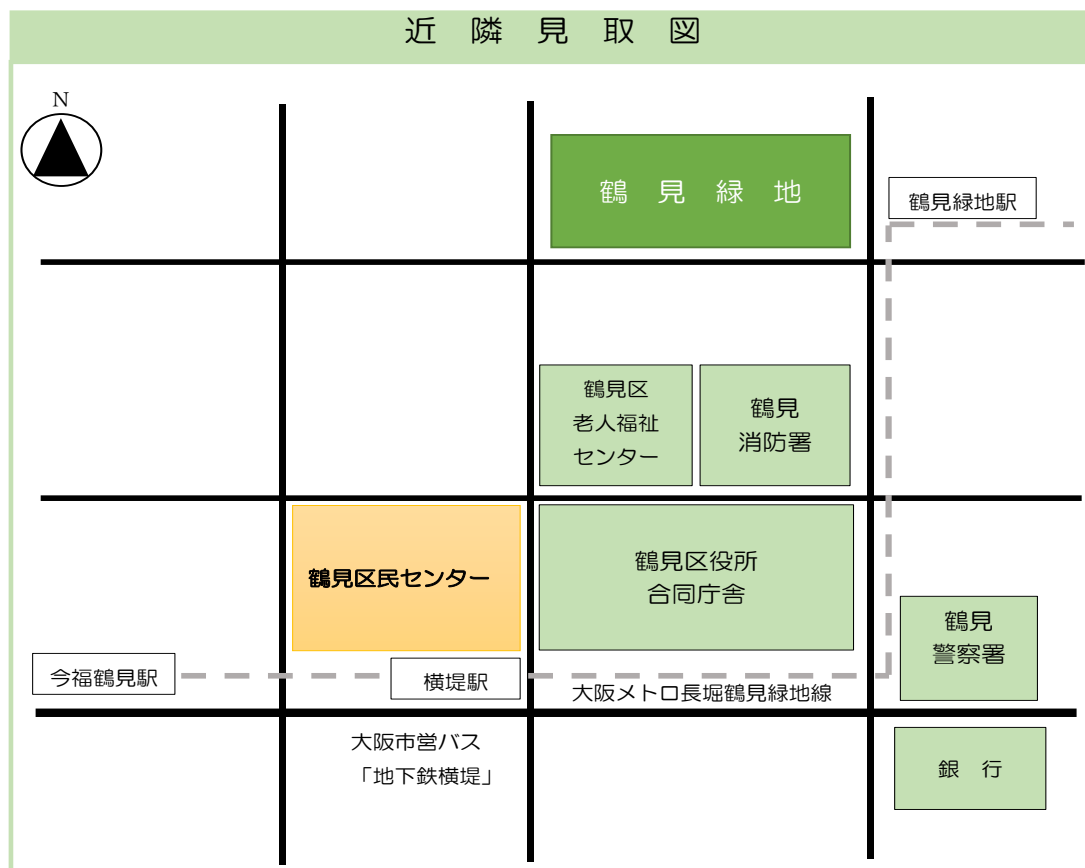 近隣見取図
N
鶴見緑地
鶴見緑地駅
鶴見区
老人福祉
センター
鶴見
消防署
鶴見区民センター
鶴見区役所
合同庁舎
鶴見
警察署
今福鶴見駅
横堤駅
大阪メトロ長堀鶴見緑地線
大阪市営バス
「地下鉄横堤」
銀行